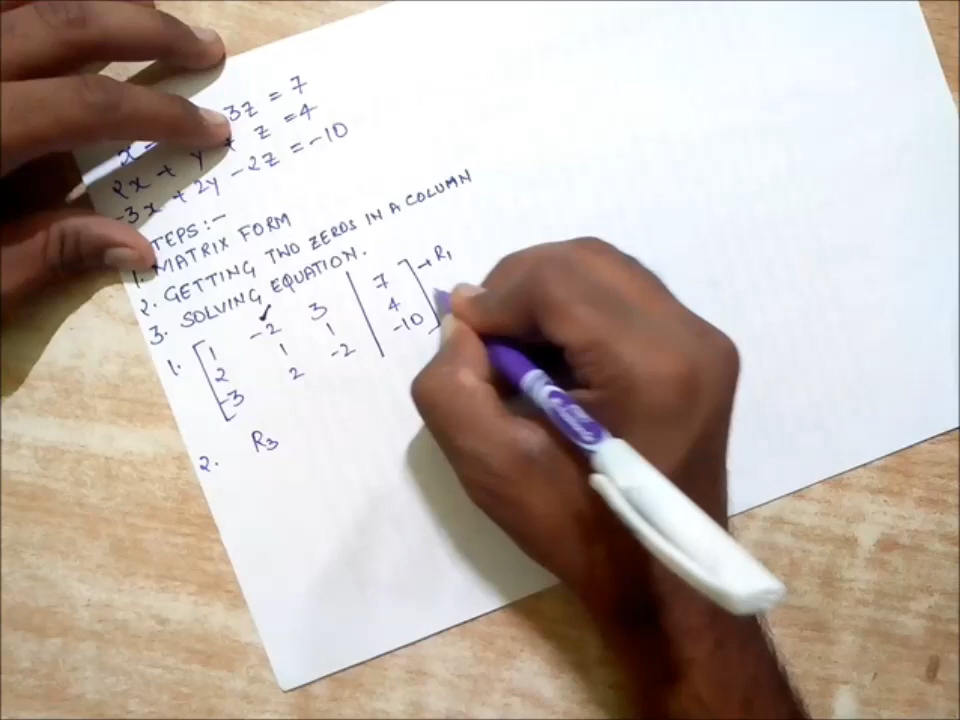 x - 3z = 7
2x + y + z = 4
-3x + 2y - 2z = -10
TEPS:-
1. MATRIX FORM
2. GETTING TWO ZEROS IN A COLUMN
3. SOLVING EQUATION.
1. [ 1 -2 3 | 7 ] → R1
2 1 1 | 4
-3 2 -2 | -10
2. R3